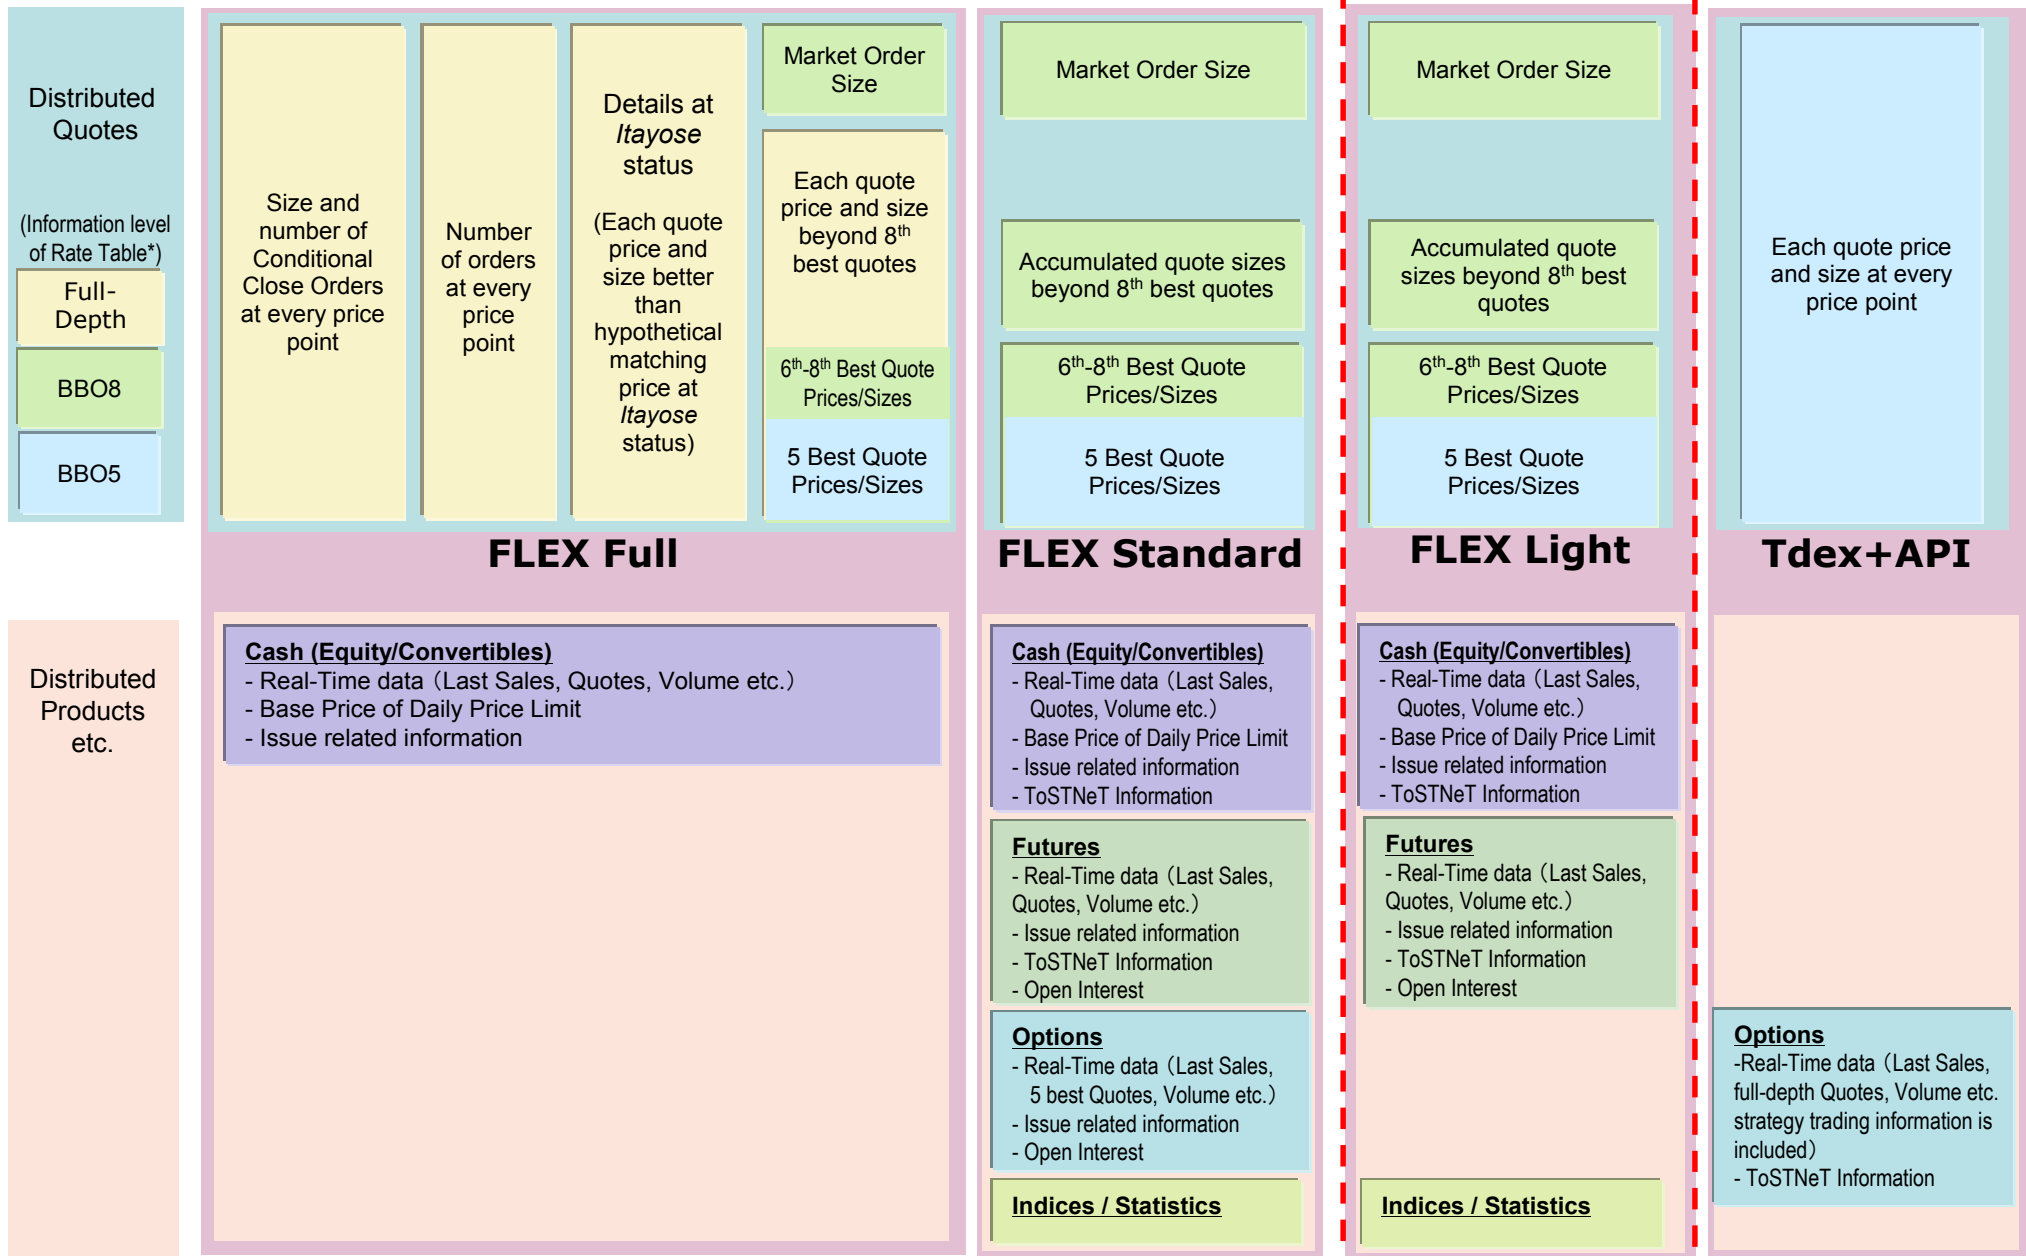 Distributed
Quotes
(Information level
of Rate Table*)
Full-
Depth
BBO8
BBO5
Size and
number of
Conditional
Close Orders
at every price
point
Number
of orders
at every
price
point
Details at
Itayose
status
(Each quote
price and
size better
than
hypothetical
matching
price at
Itayose
status)
Market Order
Size
Each quote
price and size
beyond 8th
best quotes
6th-8th Best Quote
Prices/Sizes
5 Best Quote
Prices/Sizes
FLEX Full
Market Order Size
Accumulated quote sizes
beyond 8th best quotes
6th-8th Best Quote
Prices/Sizes
5 Best Quote
Prices/Sizes
FLEX Standard
Market Order Size
Accumulated quote
sizes beyond 8th best
quotes
6th-8th Best Quote
Prices/Sizes
5 Best Quote
Prices/Sizes
FLEX Light
Each quote price
and size at every
price point
Tdex+API
Distributed
Products
etc.
Cash (Equity/Convertibles)
- Real-Time data（Last Sales, Quotes, Volume etc.）
- Base Price of Daily Price Limit
- Issue related information
Cash (Equity/Convertibles)
- Real-Time data（Last Sales,
Quotes, Volume etc.）
- Base Price of Daily Price Limit
- Issue related information
- ToSTNeT Information
Futures
- Real-Time data（Last Sales,
Quotes, Volume etc.）
- Issue related information
- ToSTNeT Information
- Open Interest
Options
- Real-Time data（Last Sales,
5 best Quotes, Volume etc.）
- Issue related information
- Open Interest
Indices / Statistics
Cash (Equity/Convertibles)
- Real-Time data（Last Sales,
Quotes, Volume etc.）
- Base Price of Daily Price Limit
- Issue related information
- ToSTNeT Information
Futures
- Real-Time data（Last Sales,
Quotes, Volume etc.）
- Issue related information
- ToSTNeT Information
- Open Interest
Indices / Statistics
Options
-Real-Time data（Last Sales,
full-depth Quotes, Volume etc.
strategy trading information is
included）
- ToSTNeT Information